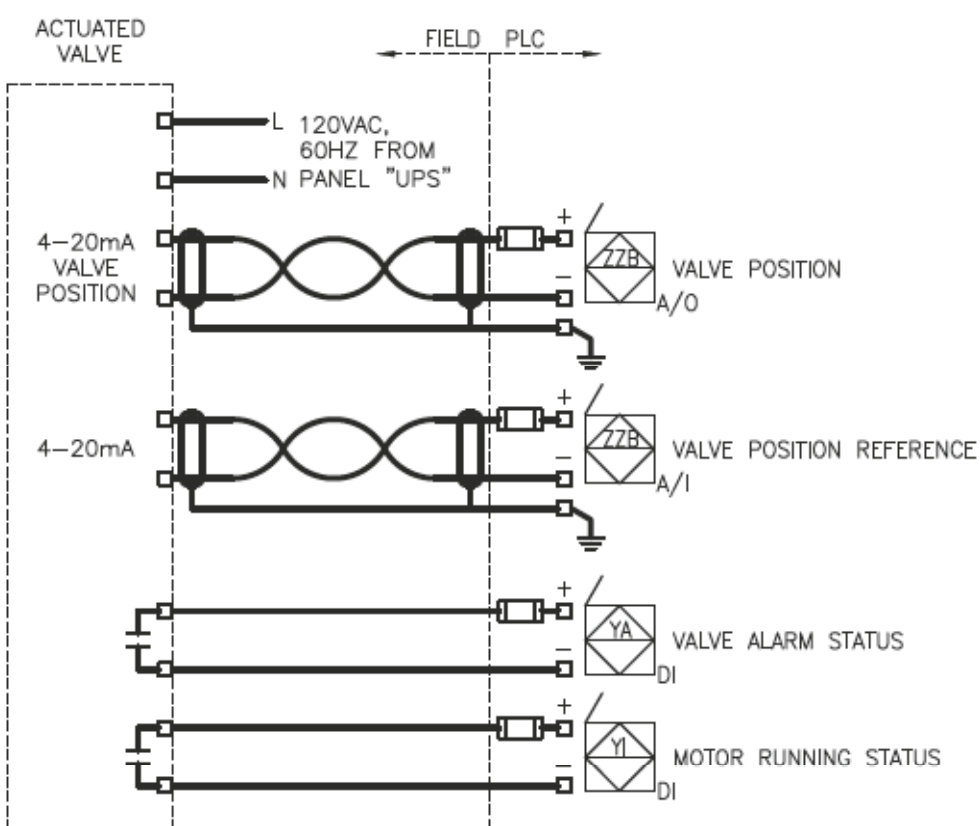 ACTUATED
VALVE
FIELD PLC
L 120VAC,
60HZ FROM
N PANEL "UPS"
4-20mA
VALVE
POSITION
+
ZZB
VALVE POSITION
–
A/O
4-20mA
+
ZZB
VALVE POSITION REFERENCE
–
A/I
+
YA
VALVE ALARM STATUS
–
DI
+
YI
MOTOR RUNNING STATUS
–
DI